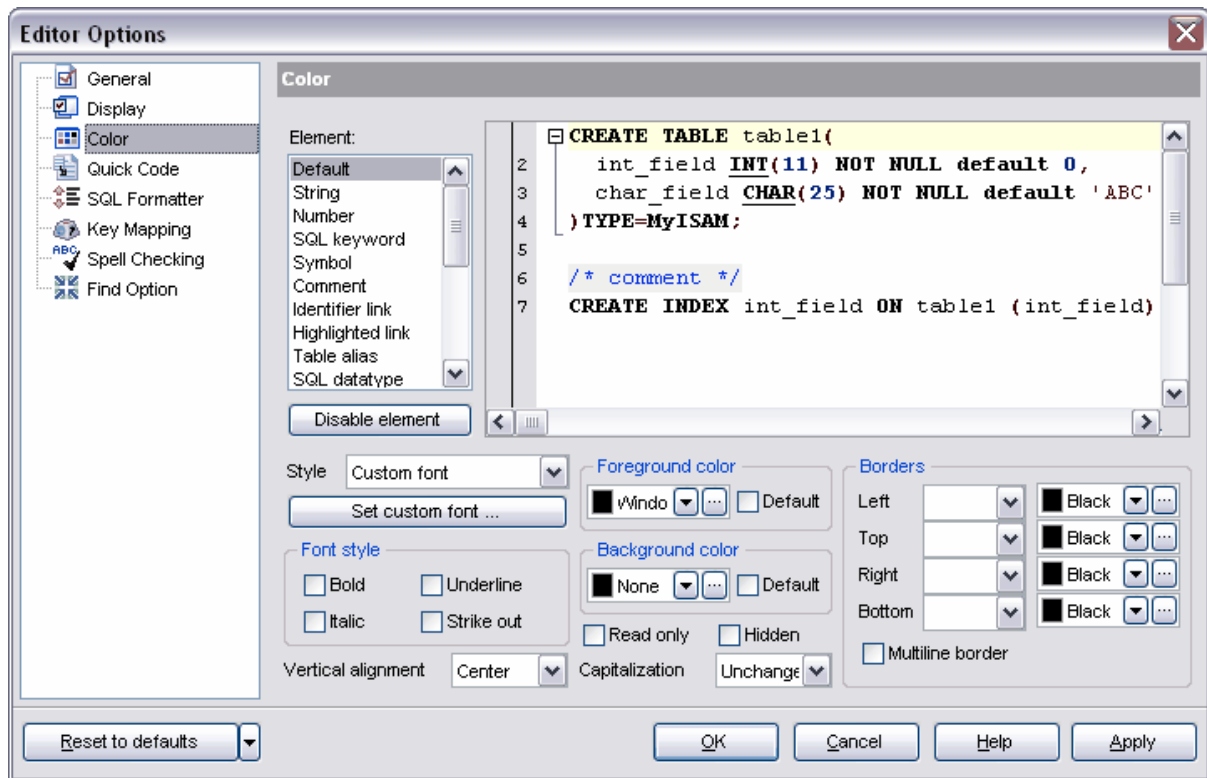 Editor Options
General
Display
Color
Quick Code
SQL Formatter
Key Mapping
ABC
Spell Checking
Find Option
Color
Element:
Default
String
Number
SQL keyword
Symbol
Comment
Identifier link
Highlighted link
Table alias
SQL datatype
Disable element
CREATE TABLE table1(
2 int_field INT(11) NOT NULL default 0,
3 char_field CHAR(25) NOT NULL default 'ABC'
4 )TYPE=MyISAM;
5
6 /* comment */
7 CREATE INDEX int_field ON table1 (int_field)
Style Custom font
Set custom font ...
Font style
Bold Underline
Italic Strike out
Vertical alignment Center
Foreground color
Windo ... Default
Background color
None ... Default
Read only Hidden
Capitalization Unchange
Borders
Left Black ...
Top Black ...
Right Black ...
Bottom Black ...
Multiline border
Reset to defaults OK Cancel Help Apply